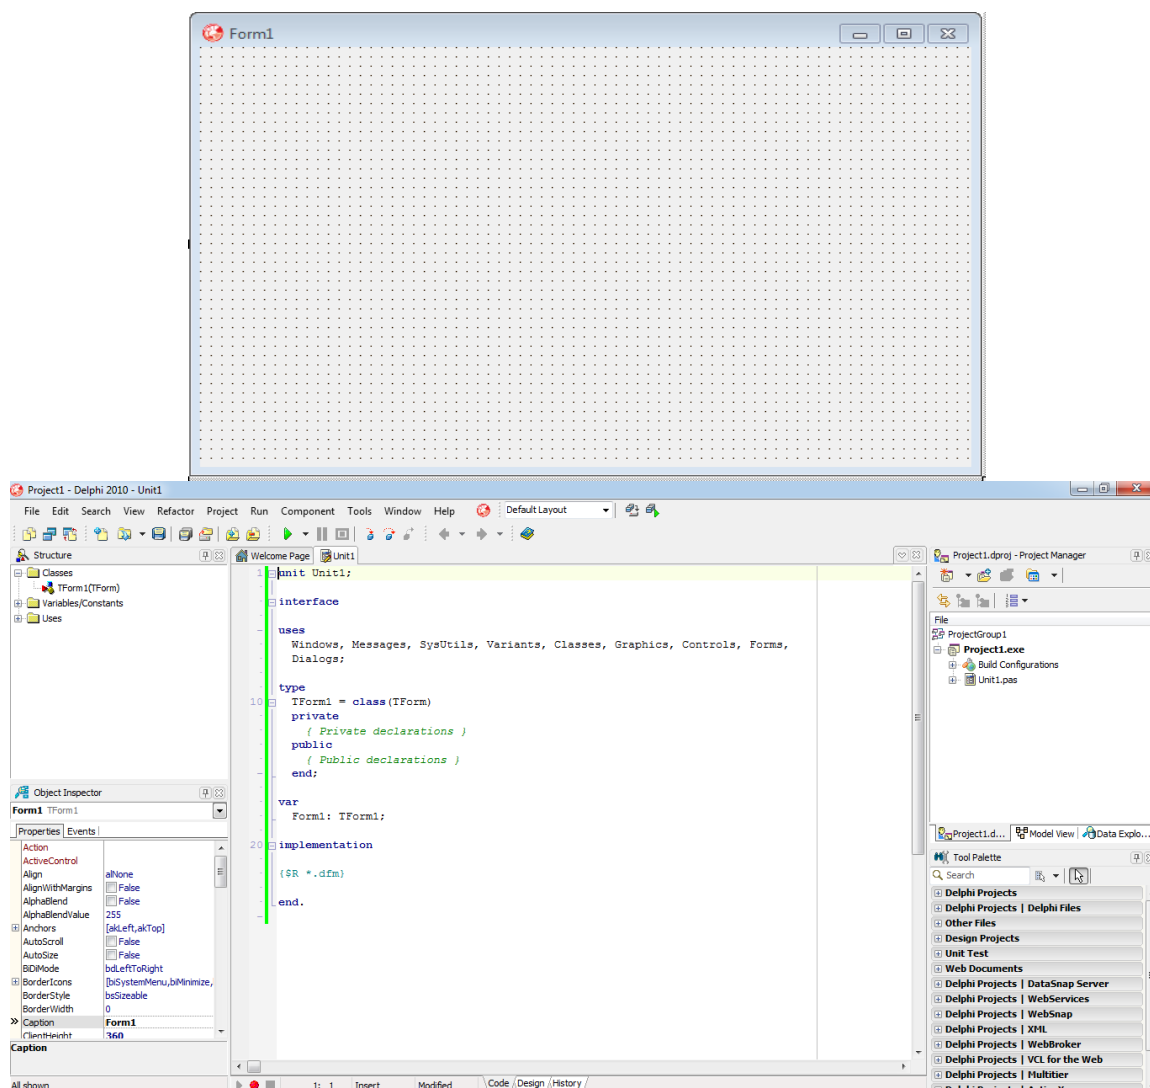 Form1
Project1 - Delphi 2010 - Unit1
File Edit Search View Refactor Project Run Component Tools Window Help Default Layout
Structure
Classes
TForm1(TForm)
Variables/Constants
Uses
Object Inspector
Form1 TForm1
Properties Events
Action
ActiveControl
Align alNone
AlignWithMargins False
AlphaBlend False
AlphaBlendValue 255
Anchors [akLeft,akTop]
AutoScroll False
AutoSize False
BiDiMode bdLeftToRight
BorderIcons [biSystemMenu,biMinimize,
BorderStyle bsSizeable
BorderWidth 0
Caption Form1
ClientHeight 360
Caption
All shown
Welcome Page Unit1
1 unit Unit1;
interface
uses
Windows, Messages, SysUtils, Variants, Classes, Graphics, Controls, Forms,
Dialogs;
type
10 TForm1 = class(TForm)
private
{ Private declarations }
public
{ Public declarations }
end;
var
Form1: TForm1;
20 implementation
{$R *.dfm}
end.
1: 1 Insert Modified Code Design History
Project1.dproj - Project Manager
File
ProjectGroup1
Project1.exe
Build Configurations
Unit1.pas
Project1.d... Model View Data Explo...
Tool Palette
Search
Delphi Projects
Delphi Projects | Delphi Files
Other Files
Design Projects
Unit Test
Web Documents
Delphi Projects | DataSnap Server
Delphi Projects | WebServices
Delphi Projects | WebSnap
Delphi Projects | XML
Delphi Projects | WebBroker
Delphi Projects | VCL for the Web
Delphi Projects | Multitier